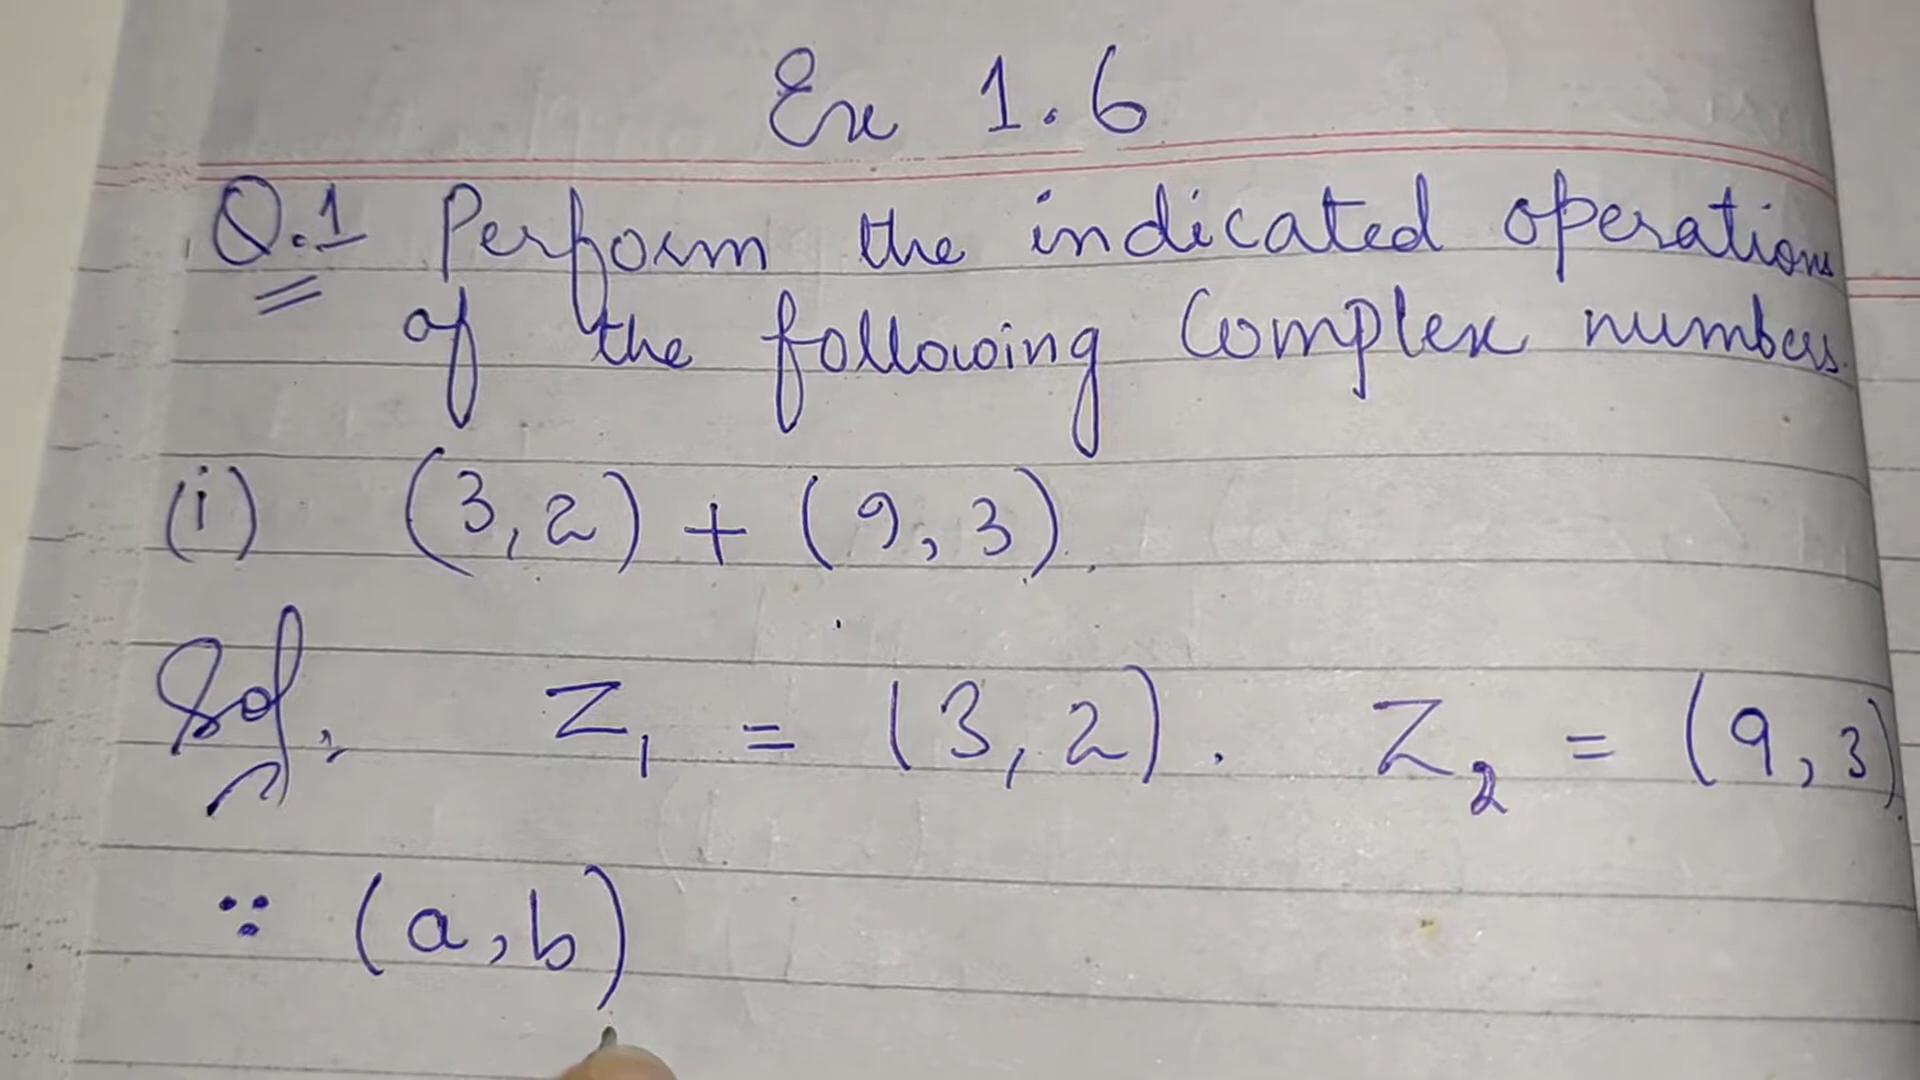 Ex 1.6
Q.1 Perform the indicated operations
of the following Complex numbers.
(i) (3,2) + (9,3).
Sol, Z₁ = (3,2). Z₂ = (9,3)
∵ (a,b)